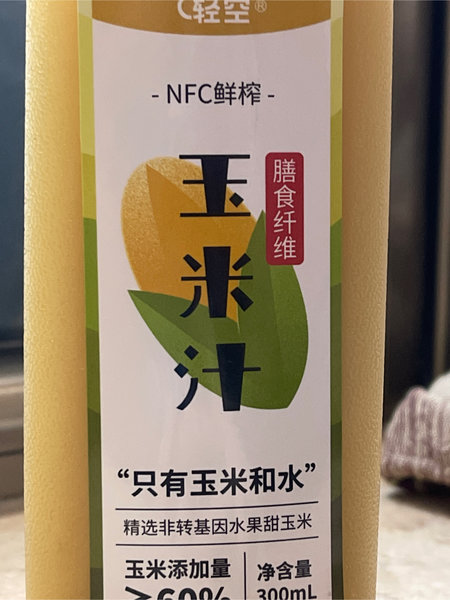 轻空®
- NFC鲜榨 -
玉米汁
膳食纤维
“只有玉米和水”
精选非转基因水果甜玉米
玉米添加量
≥60%
净含量
300mL